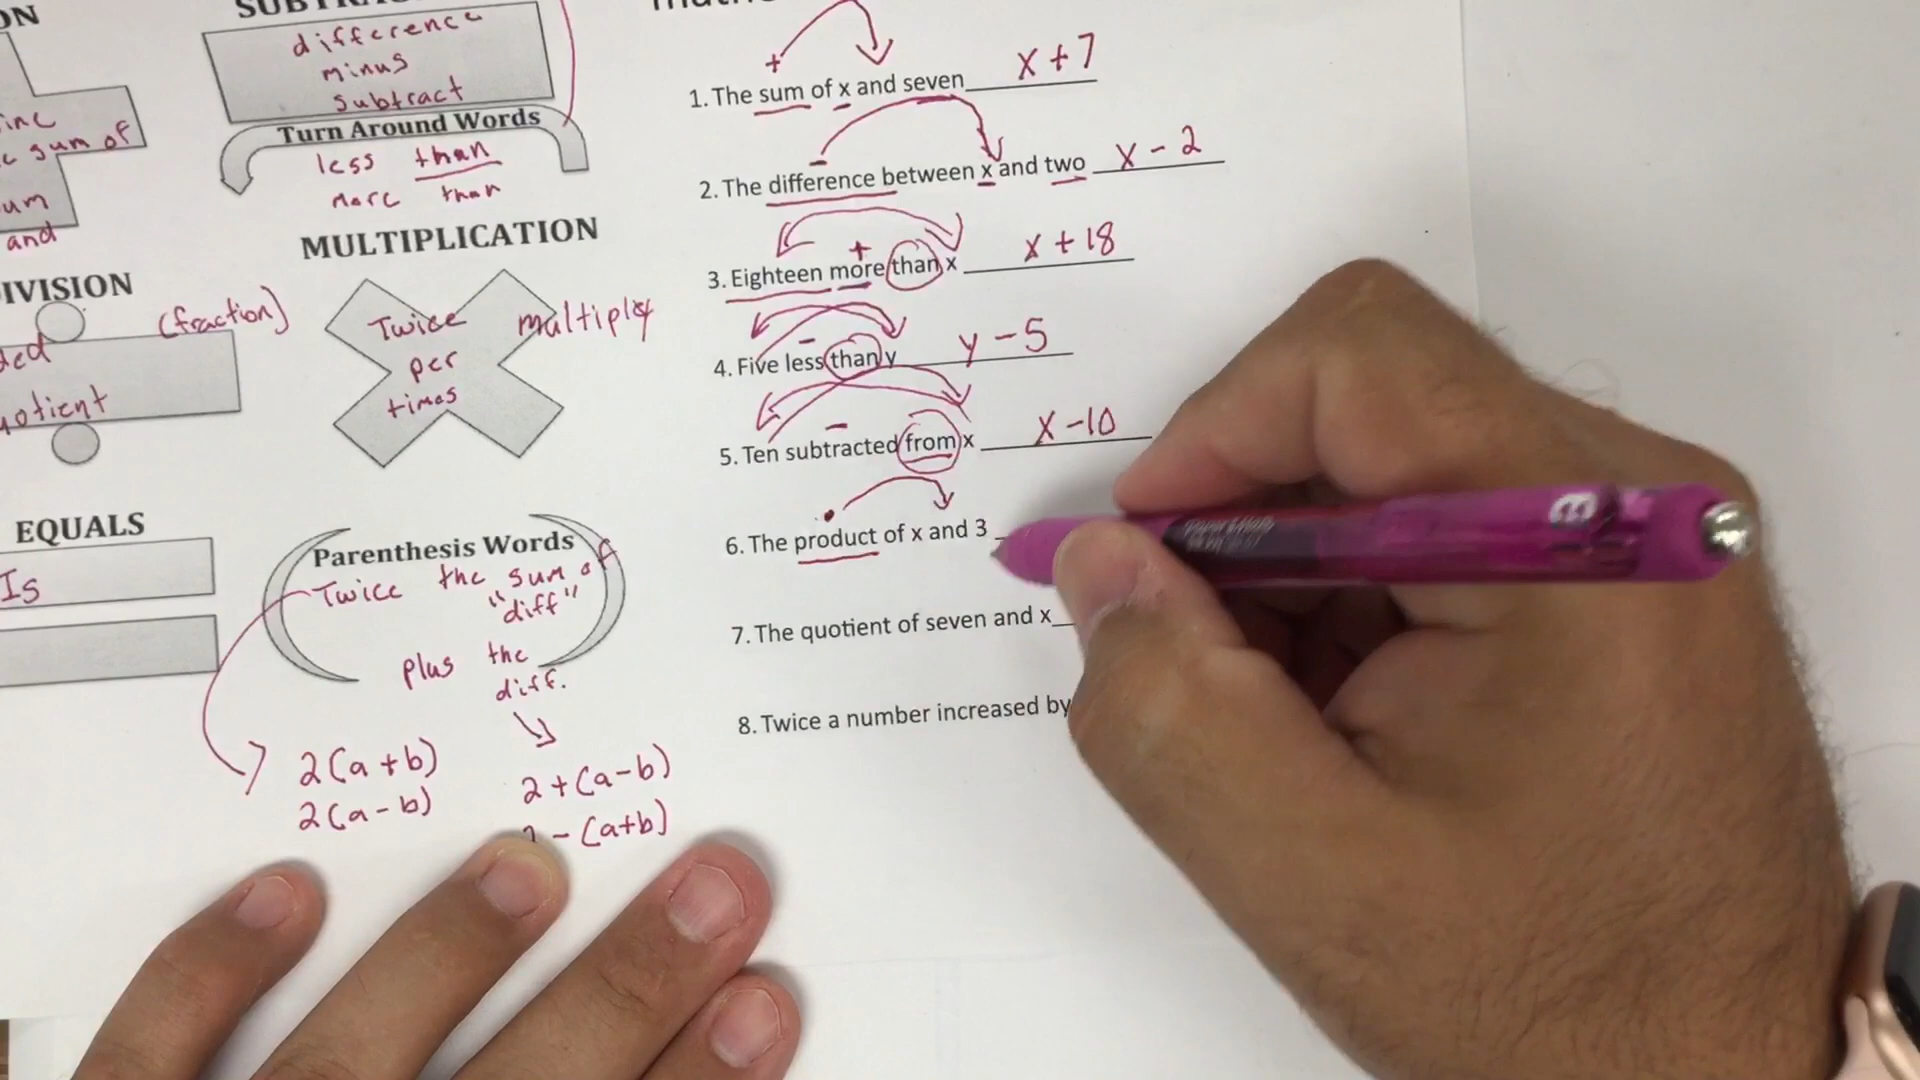 difference
minus
subtract
Turn Around Words
less than
more than
sum of
and
MULTIPLICATION
(fraction)
Twice
per
times
multiply
EQUALS
Is
Parenthesis Words
Twice the sum of
"diff"
plus the
diff.
2(a+b)
2(a-b)
2+(a-b)
-(a+b)
+
1. The sum of x and seven x+7
-
2. The difference between x and two x-2
+
3. Eighteen more than x x+18
-
4. Five less than y y-5
-
5. Ten subtracted from x x-10
6. The product of x and 3
7. The quotient of seven and x
8. Twice a number increased by